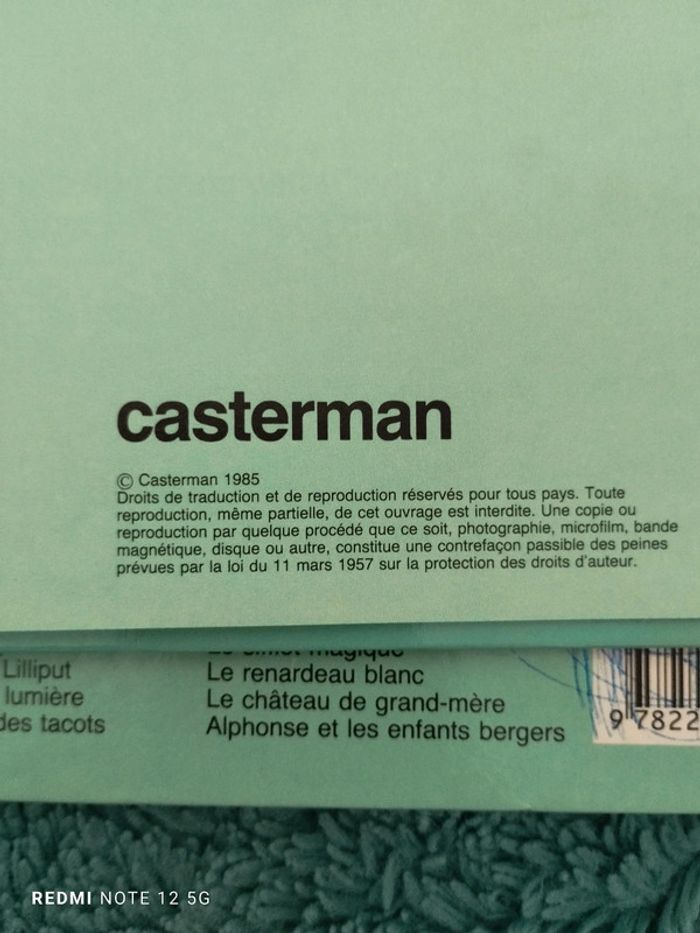 casterman
© Casterman 1985
Droits de traduction et de reproduction réservés pour tous pays. Toute
reproduction, même partielle, de cet ouvrage est interdite. Une copie ou
reproduction par quelque procédé que ce soit, photographie, microfilm, bande
magnétique, disque ou autre, constitue une contrefaçon passible des peines
prévues par la loi du 11 mars 1957 sur la protection des droits d'auteur.
Lilliput
lumière
des tacots
magique
Le renardeau blanc
Le château de grand-mère
Alphonse et les enfants bergers
9 7822
REDMI NOTE 12 5G